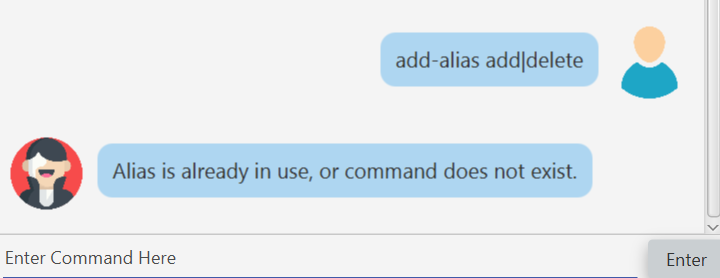 add-alias add|delete
Alias is already in use, or command does not exist.
Enter Command Here
Enter